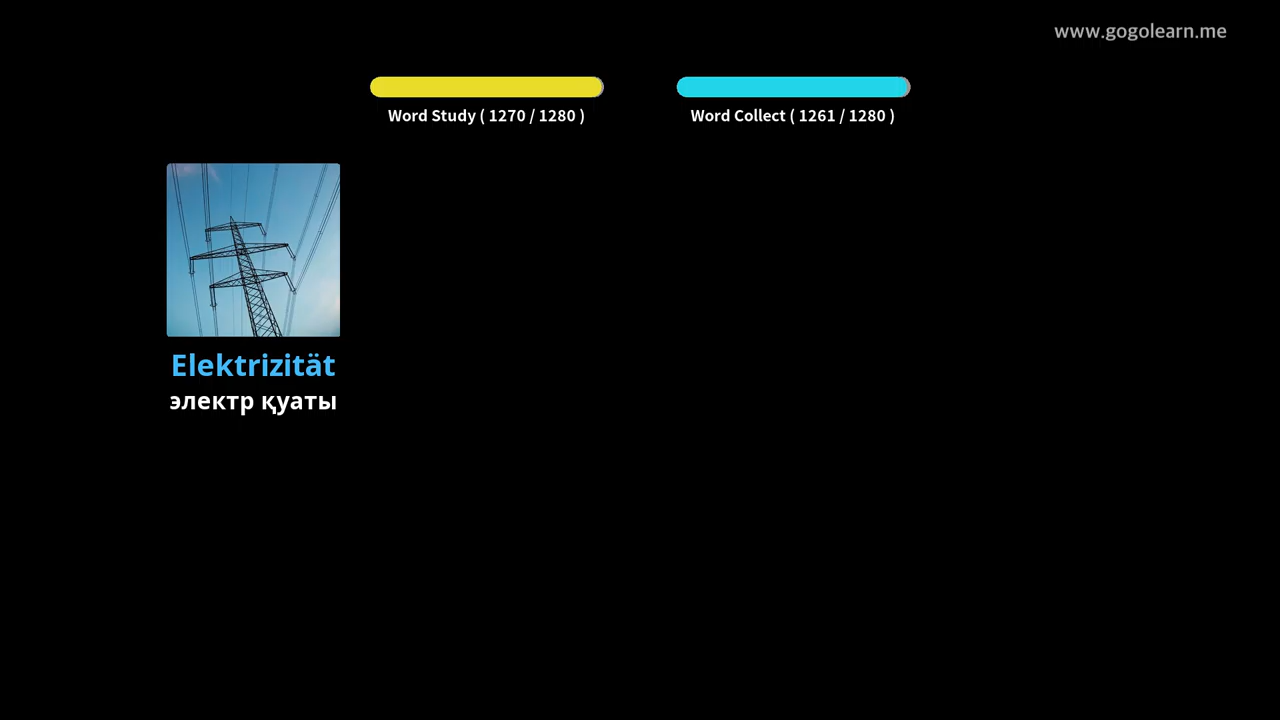 www.gogolearn.me
Word Study ( 1270 / 1280 )
Word Collect ( 1261 / 1280 )
Elektrizität
электр қуаты